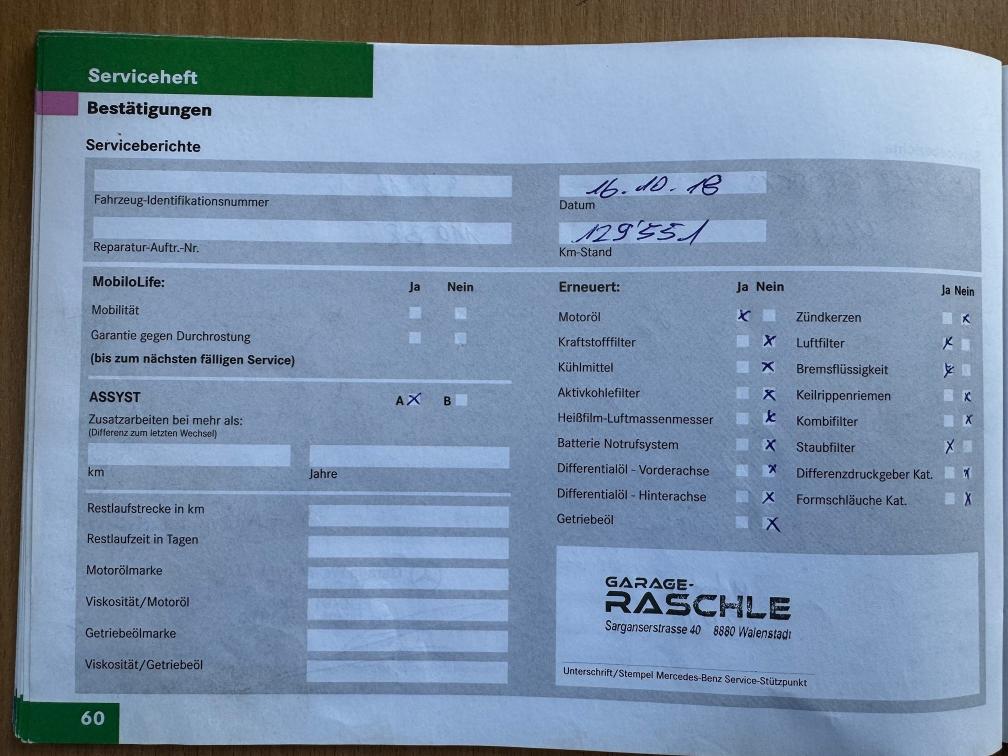 Serviceheft
Bestätigungen
Serviceberichte
Fahrzeug-Identifikationsnummer
Reparatur-Auftr.-Nr.
16.10.18
Datum
129'551
Km-Stand
MobiloLife: Ja Nein
Mobilität
Garantie gegen Durchrostung
(bis zum nächsten fälligen Service)
ASSYST A x B
Zusatzarbeiten bei mehr als:
(Differenz zum letzten Wechsel)
km Jahre
Restlaufstrecke in km
Restlaufzeit in Tagen
Motorölmarke
Viskosität/Motoröl
Getriebeölmarke
Viskosität/Getriebeöl
Erneuert: Ja Nein
Motoröl x
Kraftstofffilter x
Kühlmittel x
Aktivkohlefilter x
Heißfilm-Luftmassenmesser x
Batterie Notrufsystem x
Differentialöl - Vorderachse x
Differentialöl - Hinterachse x
Getriebeöl x
Ja Nein
Zündkerzen x
Luftfilter x
Bremsflüssigkeit x
Keilrippenriemen x
Kombifilter x
Staubfilter x
Differenzdruckgeber Kat. x
Formschläuche Kat. x
GARAGE-
RASCHLE
Sarganserstrasse 40 8880 Walenstadt
Unterschrift/Stempel Mercedes-Benz Service-Stützpunkt
60